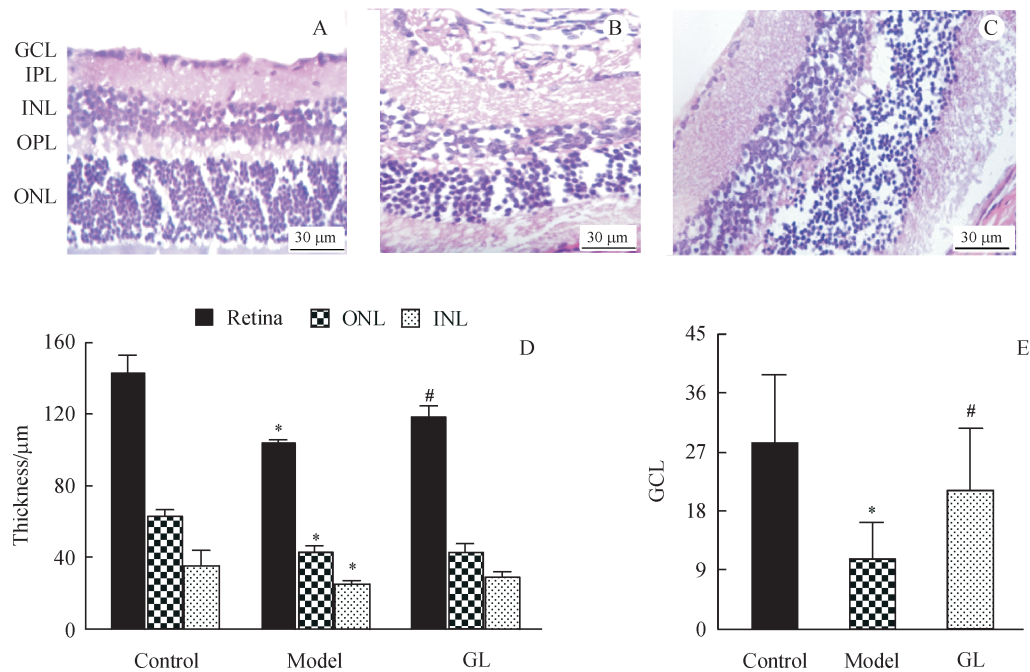 A
B
C
GCL
IPL
INL
OPL
ONL
30 μm
30 μm
30 μm
Retina ONL INL
D
160
120
80
40
0
Thickness/μm
*
*
*
#
Control Model GL
E
45
36
27
18
9
0
GCL
*
#
Control Model GL